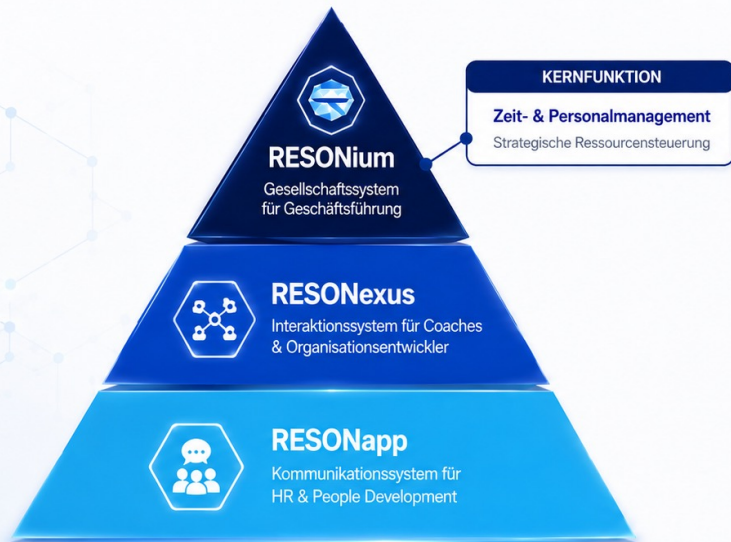 KERNFUNKTION
Zeit- & Personalmanagement
Strategische Ressourcensteuerung
RESONium
Gesellschaftssystem
für Geschäftsführung
RESONexus
Interaktionssystem für Coaches
& Organisationsentwickler
RESONapp
Kommunikationssystem für
HR & People Development